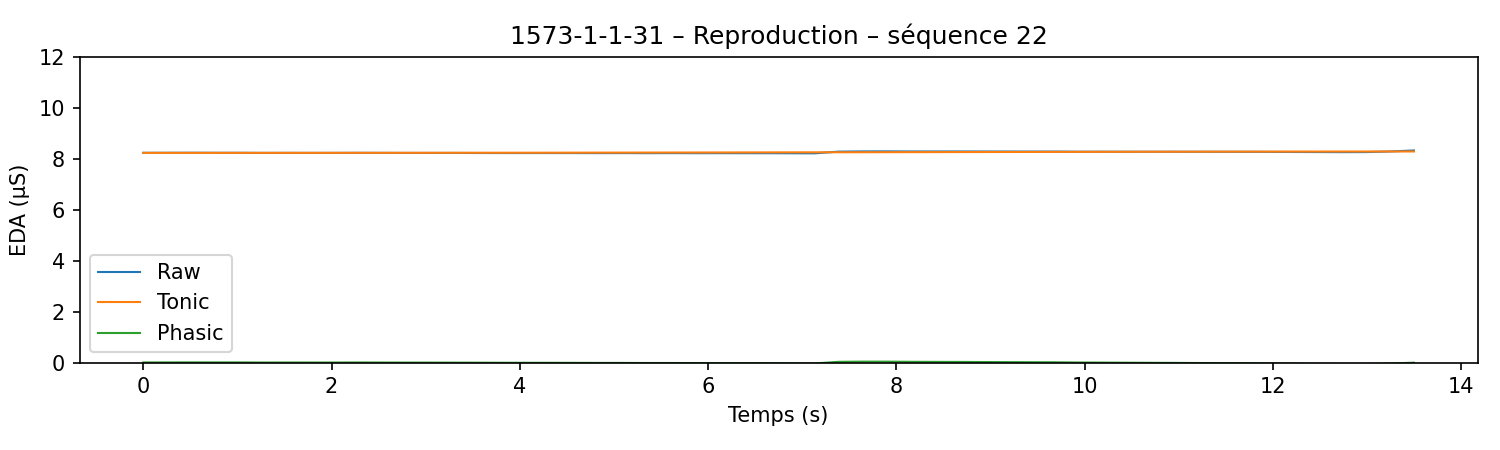 1573-1-1-31 – Reproduction – séquence 22
12
10
8
6
4
2
0
EDA (µS)
Raw
Tonic
Phasic
0 2 4 6 8 10 12 14
Temps (s)